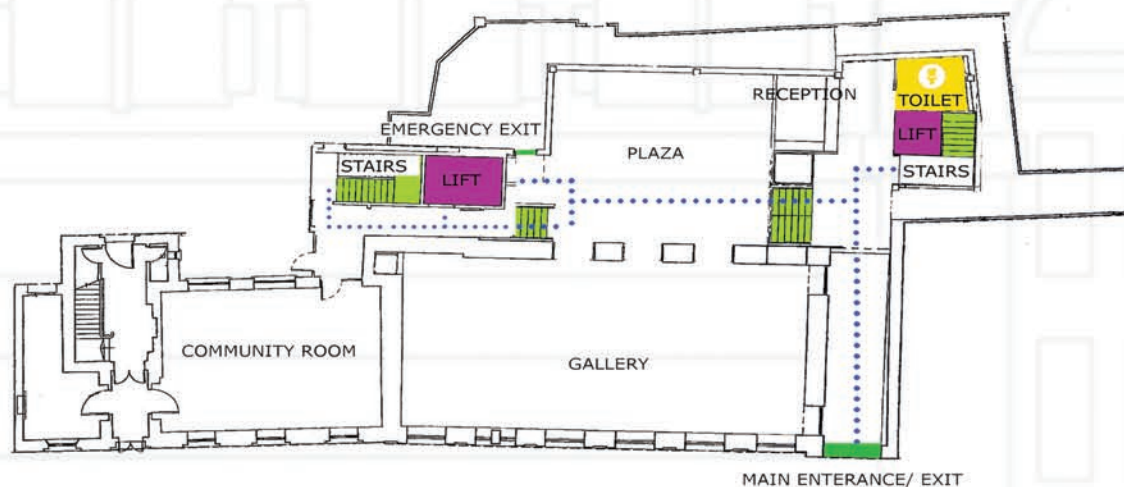 RECEPTION
TOILET
EMERGENCY EXIT
LIFT
PLAZA
STAIRS
STAIRS
LIFT
COMMUNITY ROOM
GALLERY
MAIN ENTERANCE/ EXIT